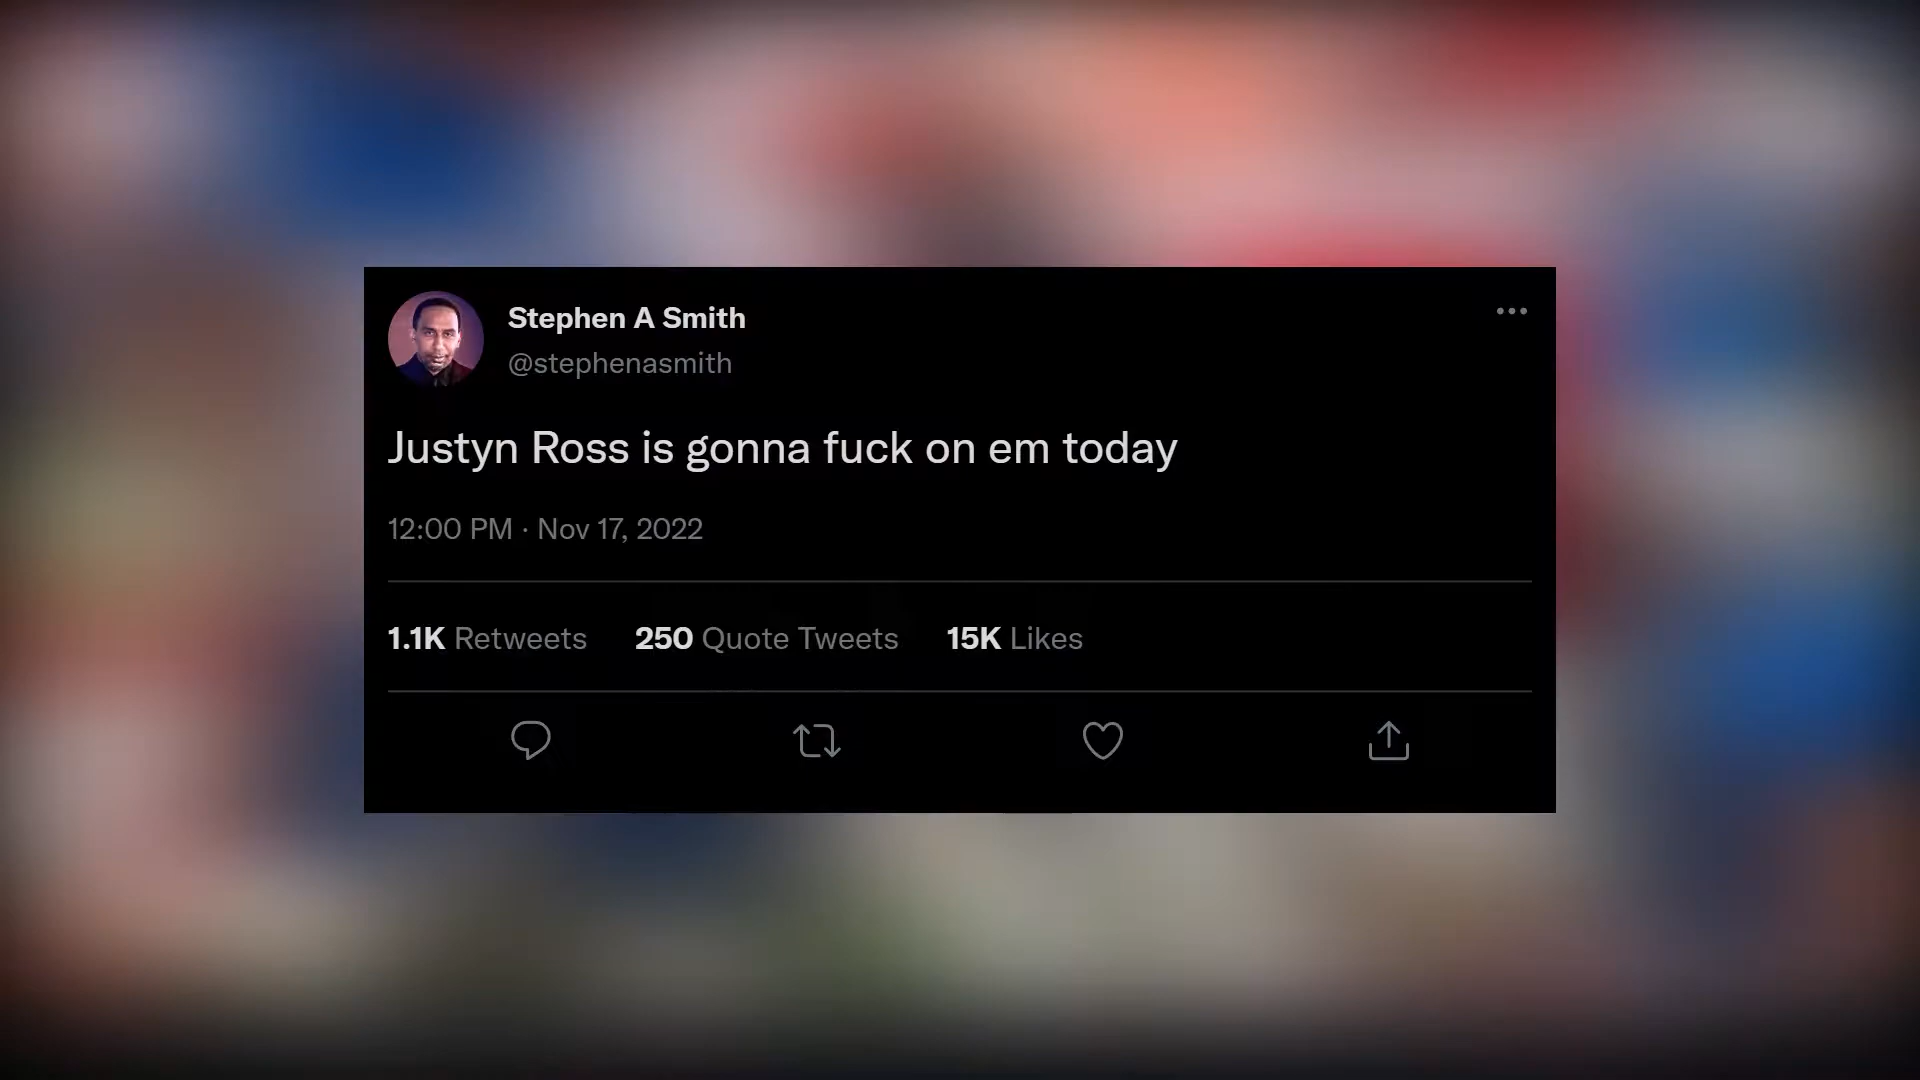 Stephen A Smith
@stephenasmith
Justyn Ross is gonna fuck on em today
12:00 PM · Nov 17, 2022
1.1K Retweets 250 Quote Tweets 15K Likes